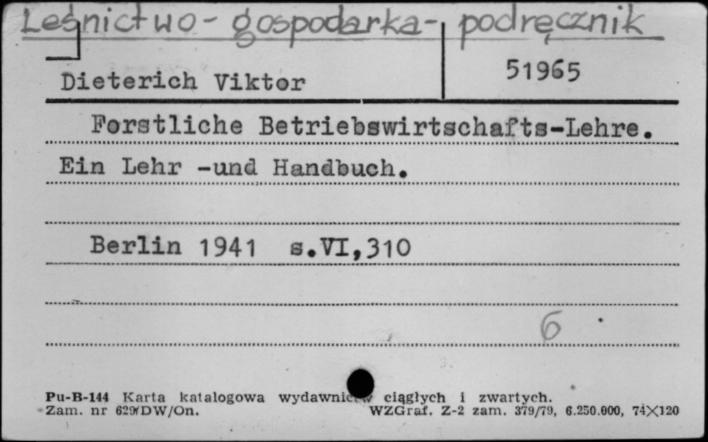 Leśnictwo - gospodarka - podręcznik
Dieterich Viktor
51965
Forstliche Betriebswirtschafts-Lehre.
Ein Lehr -und Handbuch.
Berlin 1941 s.VI,310
6
Pu-B-144 Karta katalogowa wydawnictw ciągłych i zwartych.
Zam. nr 629/DW/On. WZGraf. Z-2 zam. 379/79, 6.250.000, 74×120